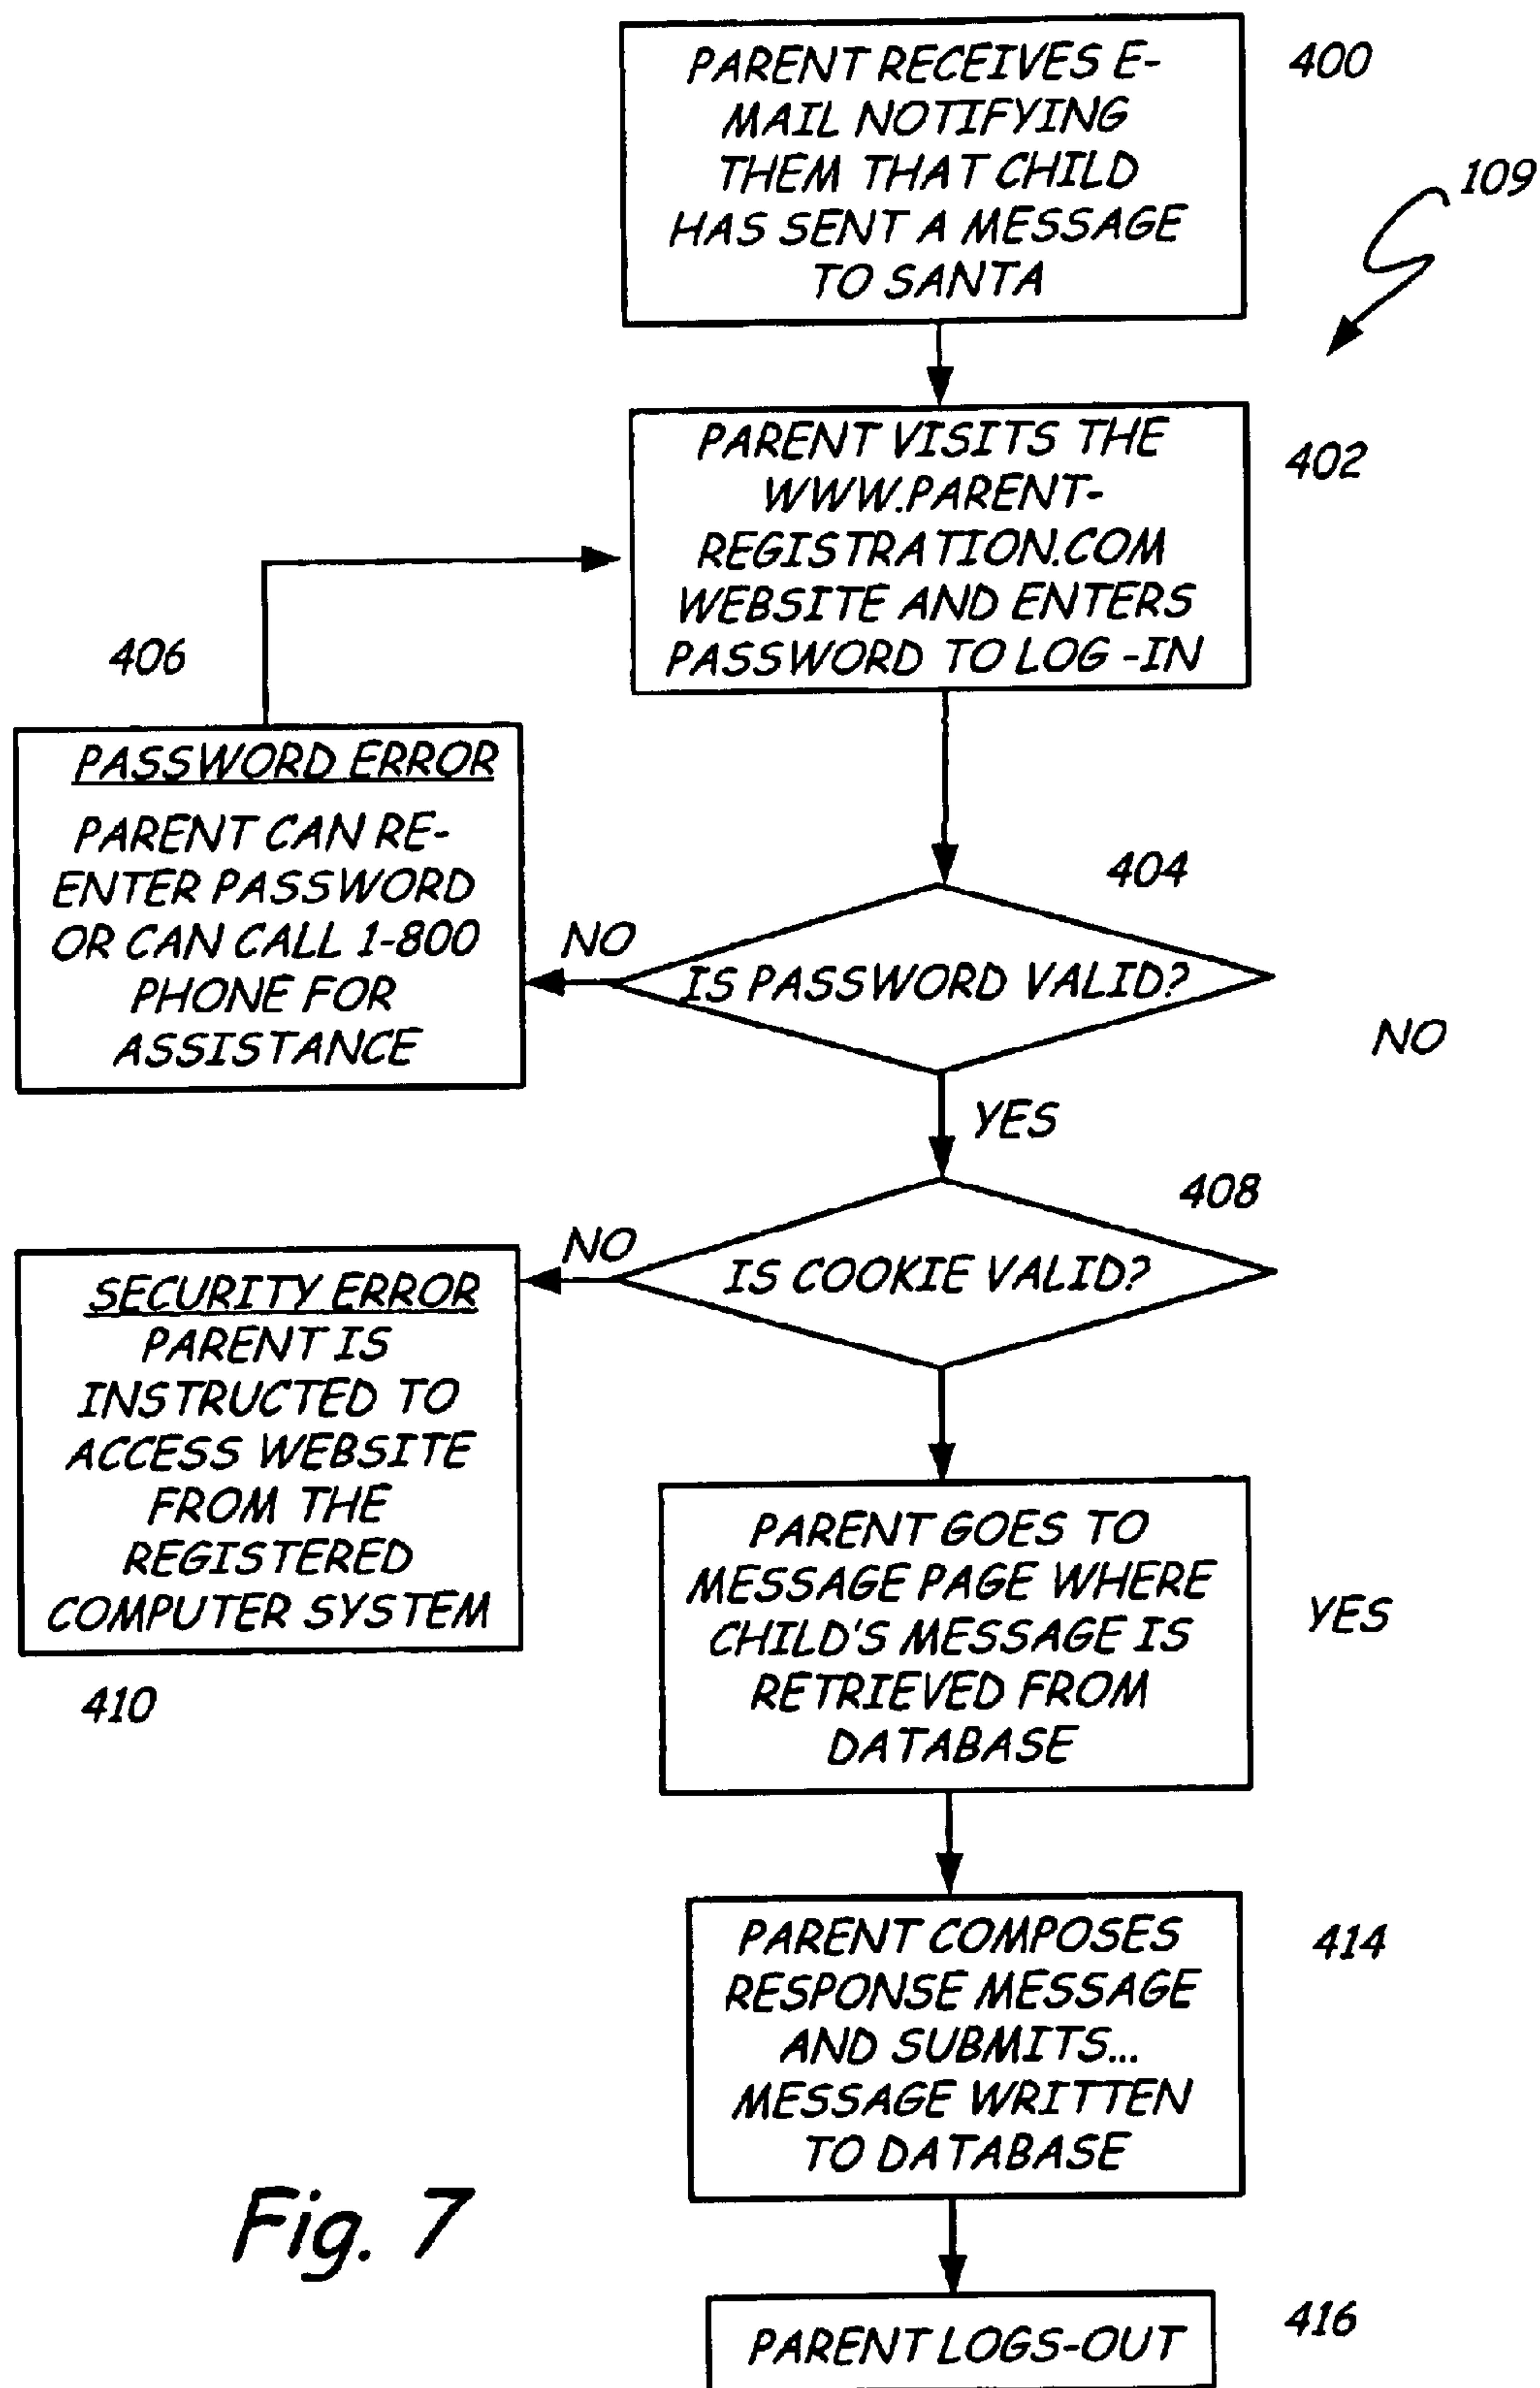 PARENT RECEIVES E-
MAIL NOTIFYING
THEM THAT CHILD
HAS SENT A MESSAGE
TO SANTA
400
109
PARENT VISITS THE
WWW.PARENT-
REGISTRATION.COM
WEBSITE AND ENTERS
PASSWORD TO LOG-IN
402
406
PASSWORD ERROR
PARENT CAN RE-
ENTER PASSWORD
OR CAN CALL 1-800
PHONE FOR
ASSISTANCE
404
NO
IS PASSWORD VALID?
NO
YES
408
NO
IS COOKIE VALID?
SECURITY ERROR
PARENT IS
INSTRUCTED TO
ACCESS WEBSITE
FROM THE
REGISTERED
COMPUTER SYSTEM
410
PARENT GOES TO
MESSAGE PAGE WHERE
CHILD'S MESSAGE IS
RETRIEVED FROM
DATABASE
YES
PARENT COMPOSES
RESPONSE MESSAGE
AND SUBMITS...
MESSAGE WRITTEN
TO DATABASE
414
Fig. 7
PARENT LOGS-OUT
416